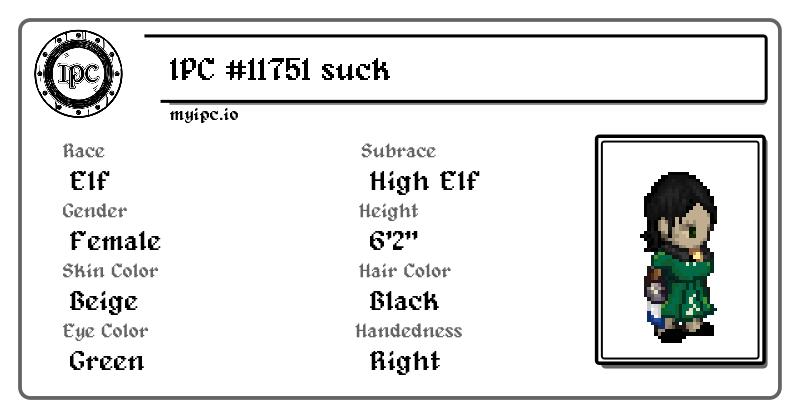 IPC
IPC #11751 suck
myipc.io
Race
Elf
Subrace
High Elf
Gender
Female
Height
6'2"
Skin Color
Beige
Hair Color
Black
Eye Color
Green
Handedness
Right